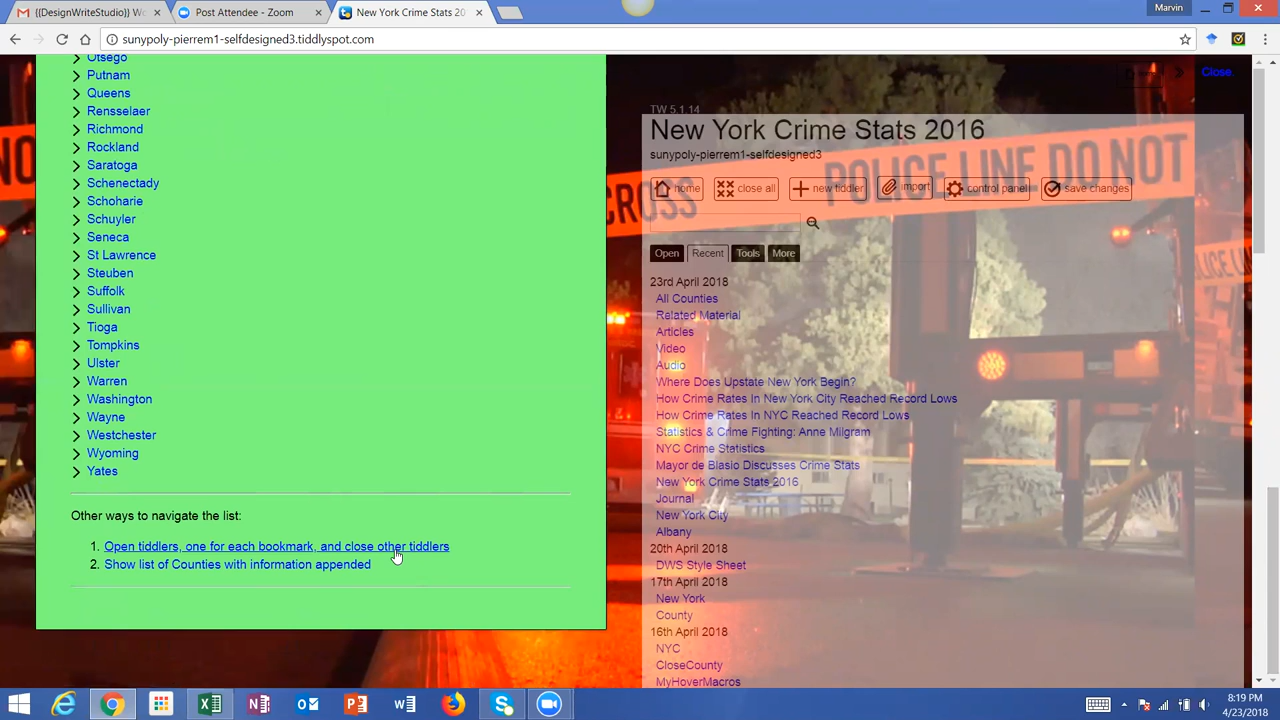 ((DesignWriteStudio)) Wo
Post Attendee - Zoom
New York Crime Stats 20
Marvin
sunypoly-pierrem1-selfdesigned3.tiddlyspot.com
Otsego
Putnam
Queens
Rensselaer
Richmond
Rockland
Saratoga
Schenectady
Schoharie
Schuyler
Seneca
St Lawrence
Steuben
Suffolk
Sullivan
Tioga
Tompkins
Ulster
Warren
Washington
Wayne
Westchester
Wyoming
Yates
Other ways to navigate the list:
1. Open tiddlers, one for each bookmark, and close other tiddlers
2. Show list of Counties with information appended
Close
TW 5.1.14
New York Crime Stats 2016
sunypoly-pierrem1-selfdesigned3
home close all new tiddler import control panel save changes
Open Recent Tools More
23rd April 2018
All Counties
Related Material
Articles
Video
Audio
Where Does Upstate New York Begin?
How Crime Rates In New York City Reached Record Lows
How Crime Rates In NYC Reached Record Lows
Statistics & Crime Fighting: Anne Milgram
NYC Crime Statistics
Mayor de Blasio Discusses Crime Stats
New York Crime Stats 2016
Journal
New York City
Albany
20th April 2018
DWS Style Sheet
17th April 2018
New York
County
16th April 2018
NYC
CloseCounty
MyHoverMacros
CROSS
POLICE LINE DO NOT
8:19 PM
4/23/2018